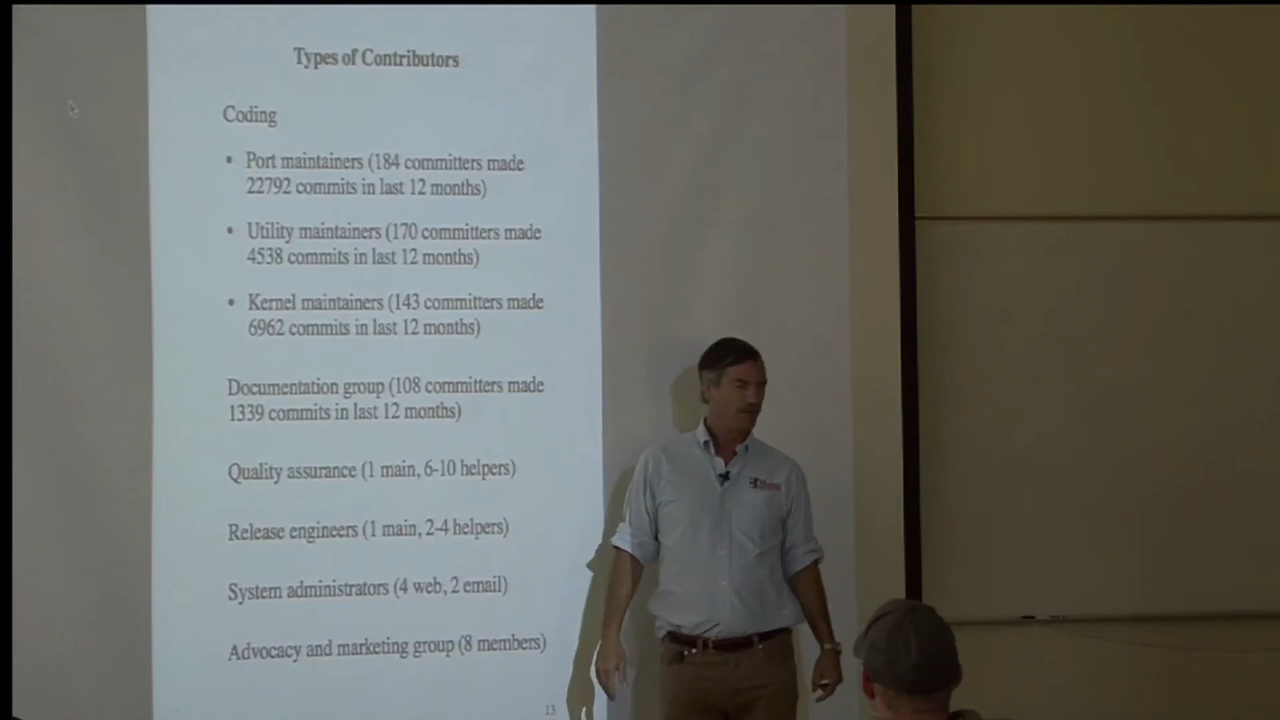 Types of Contributors
Coding
• Port maintainers (184 committers made
22792 commits in last 12 months)
• Utility maintainers (170 committers made
4538 commits in last 12 months)
• Kernel maintainers (143 committers made
6962 commits in last 12 months)
Documentation group (108 committers made
1339 commits in last 12 months)
Quality assurance (1 main, 6-10 helpers)
Release engineers (1 main, 2-4 helpers)
System administrators (4 web, 2 email)
Advocacy and marketing group (8 members)
13